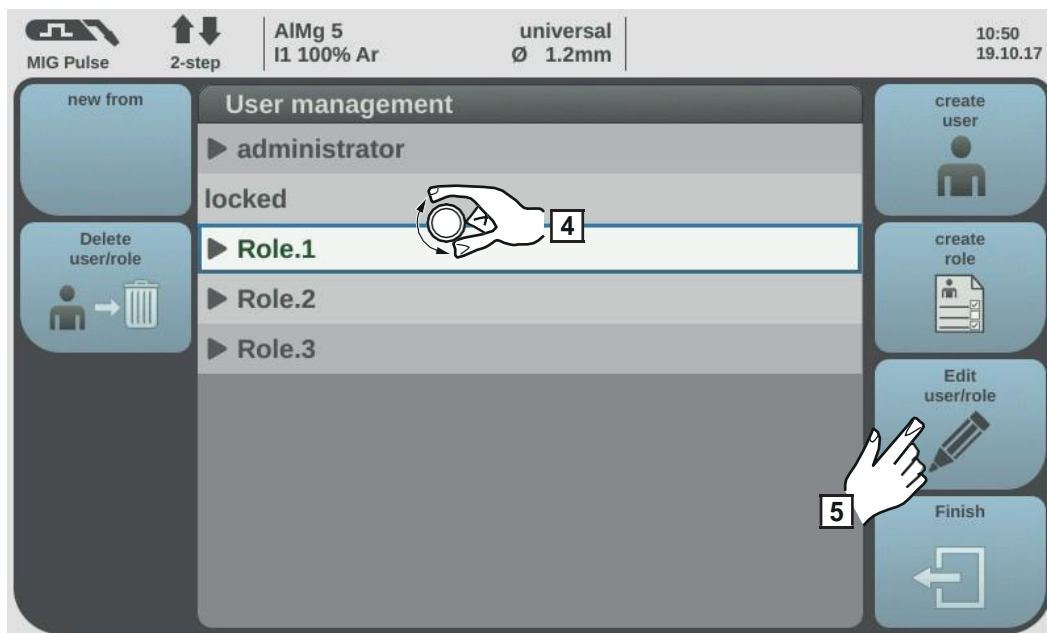 MIG Pulse
2-step
AlMg 5
I1 100% Ar
universal
Ø 1.2mm
10:50
19.10.17
new from
Delete
user/role
User management
administrator
locked
Role.1
Role.2
Role.3
4
create
user
create
role
Edit
user/role
5
Finish